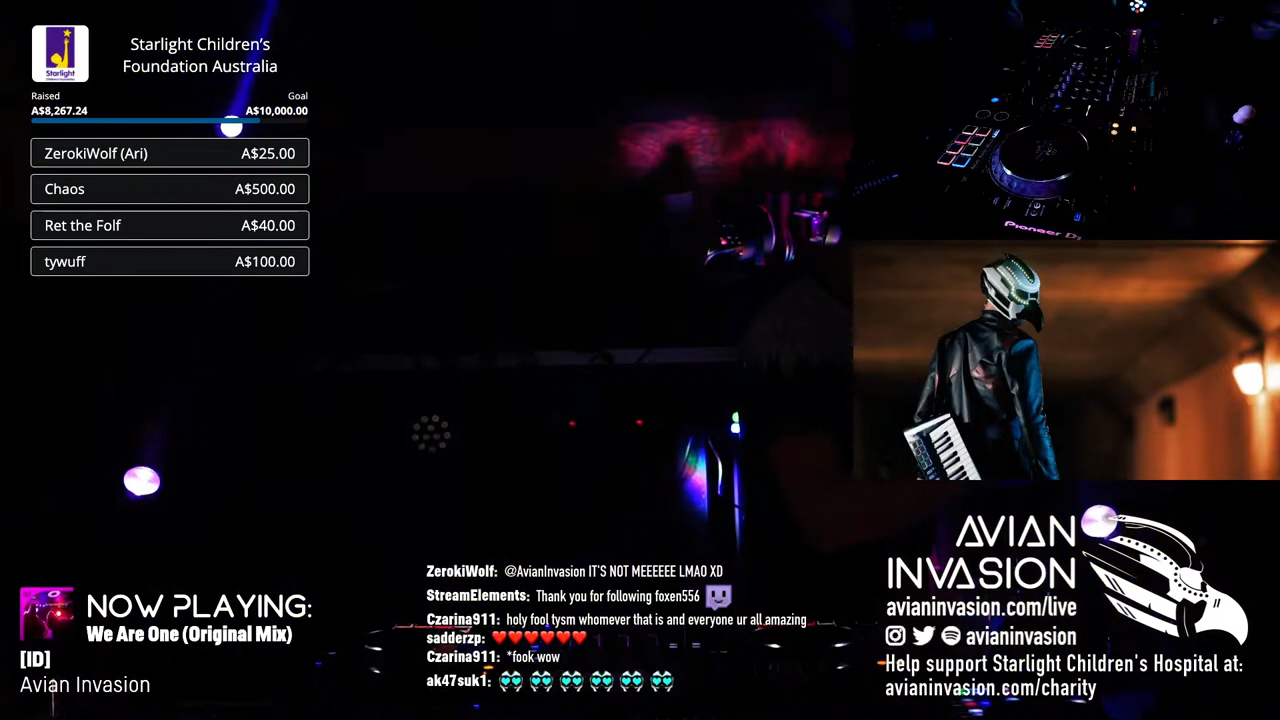 Starlight
Starlight Children's
Foundation Australia
Raised Goal
A$8,267.24 A$10,000.00
ZerokiWolf (Ari) A$25.00
Chaos A$500.00
Ret the Folf A$40.00
tywuff A$100.00
Pioneer DJ
NOW PLAYING:
We Are One (Original Mix)
[ID]
Avian Invasion
ZerokiWolf: @AvianInvasion IT'S NOT MEEEEEE LMAO XD
StreamElements: Thank you for following foxen556
Czarina911: holy fool tysm whomever that is and everyone ur all amazing
sadderzp:
Czarina911: *fook wow
ak47suk1:
AVIAN
INVASION
avianinvasion.com/live
avianinvasion
Help support Starlight Children's Hospital at:
avianinvasion.com/charity